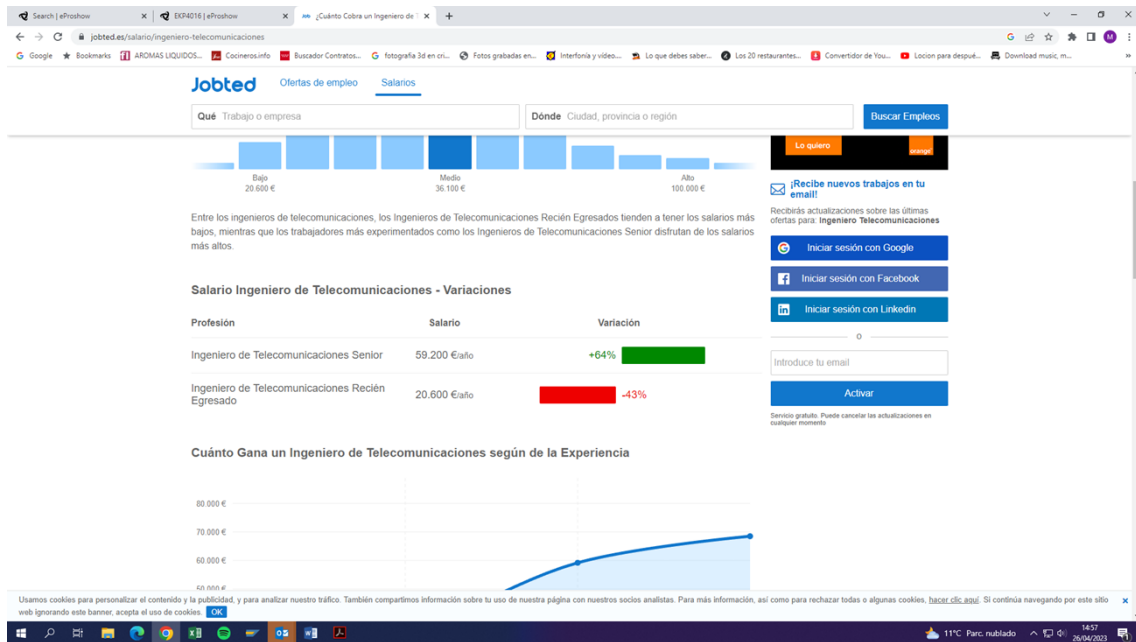 Search | eProshow
EKP4016 | eProshow
¿Cuánto Cobra un Ingeniero de T
jobted.es/salario/ingeniero-telecomunicaciones
M
Google Bookmarks AROMAS LIQUIDOS... Cocineros.info Buscador Contratos... fotografia 3d en cri... Fotos grabadas en... Interfonía y vídeo... Lo que debes saber... Los 20 restaurantes... Convertidor de You... Locion para despué... Download music, m... »
Jobted Ofertas de empleo Salarios
Qué Trabajo o empresa Dónde Ciudad, provincia o región Buscar Empleos
Bajo
20.600 €
Medio
36.100 €
Alto
100.000 €
Entre los ingenieros de telecomunicaciones, los Ingenieros de Telecomunicaciones Recién Egresados tienden a tener los salarios más
bajos, mientras que los trabajadores más experimentados como los Ingenieros de Telecomunicaciones Senior disfrutan de los salarios
más altos.
Salario Ingeniero de Telecomunicaciones - Variaciones
Profesión Salario Variación
Ingeniero de Telecomunicaciones Senior 59.200 €/año +64%
Ingeniero de Telecomunicaciones Recién
Egresado 20.600 €/año -43%
Cuánto Gana un Ingeniero de Telecomunicaciones según de la Experiencia
80.000 €
70.000 €
60.000 €
50.000 €
Lo quiero
orange
¡Recibe nuevos trabajos en tu
email!
Recibirás actualizaciones sobre las últimas
ofertas para: Ingeniero Telecomunicaciones
Iniciar sesión con Google
Iniciar sesión con Facebook
Iniciar sesión con Linkedin
o
Introduce tu email
Activar
Servicio gratuito. Puede cancelar las actualizaciones en
cualquier momento
Usamos cookies para personalizar el contenido y la publicidad, y para analizar nuestro tráfico. También compartimos información sobre tu uso de nuestra página con nuestros socios analistas. Para más información, así como para rechazar todas o algunas cookies, hacer clic aquí. Si continúa navegando por este sitio
web ignorando este banner, acepta el uso de cookies. OK
11°C Parc. nublado
14:57
26/04/2023